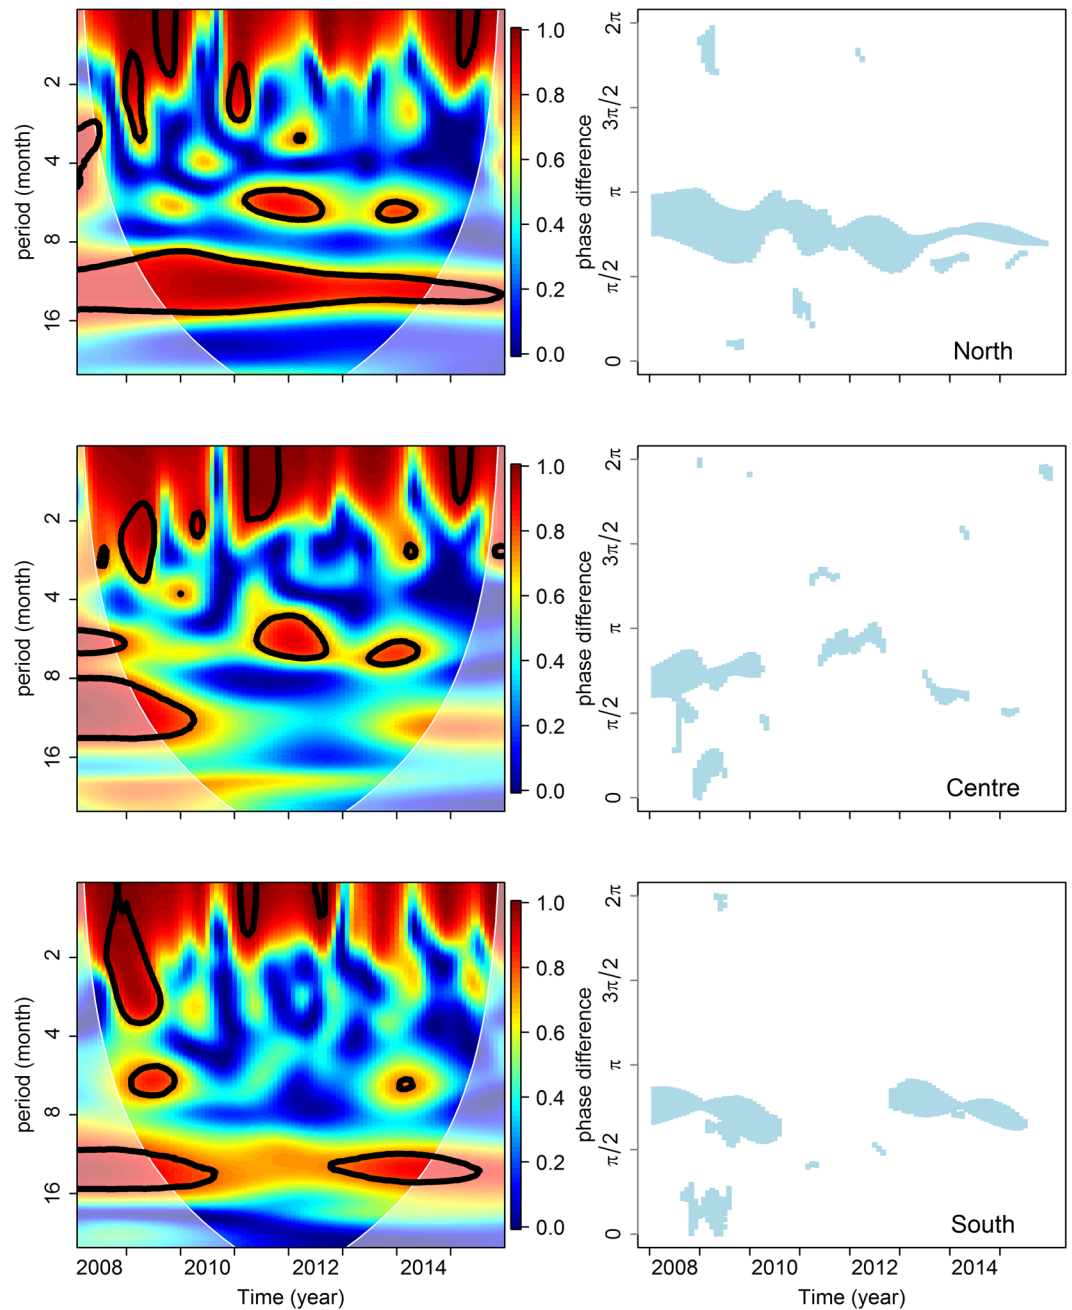 period (month)
2
4
8
16
1.0
0.8
0.6
0.4
0.2
0.0
phase difference
2π
3π/2
π
π/2
0
North
period (month)
2
4
8
16
1.0
0.8
0.6
0.4
0.2
0.0
phase difference
2π
3π/2
π
π/2
0
Centre
period (month)
2
4
8
16
1.0
0.8
0.6
0.4
0.2
0.0
phase difference
2π
3π/2
π
π/2
0
South
2008 2010 2012 2014
Time (year)
2008 2010 2012 2014
Time (year)